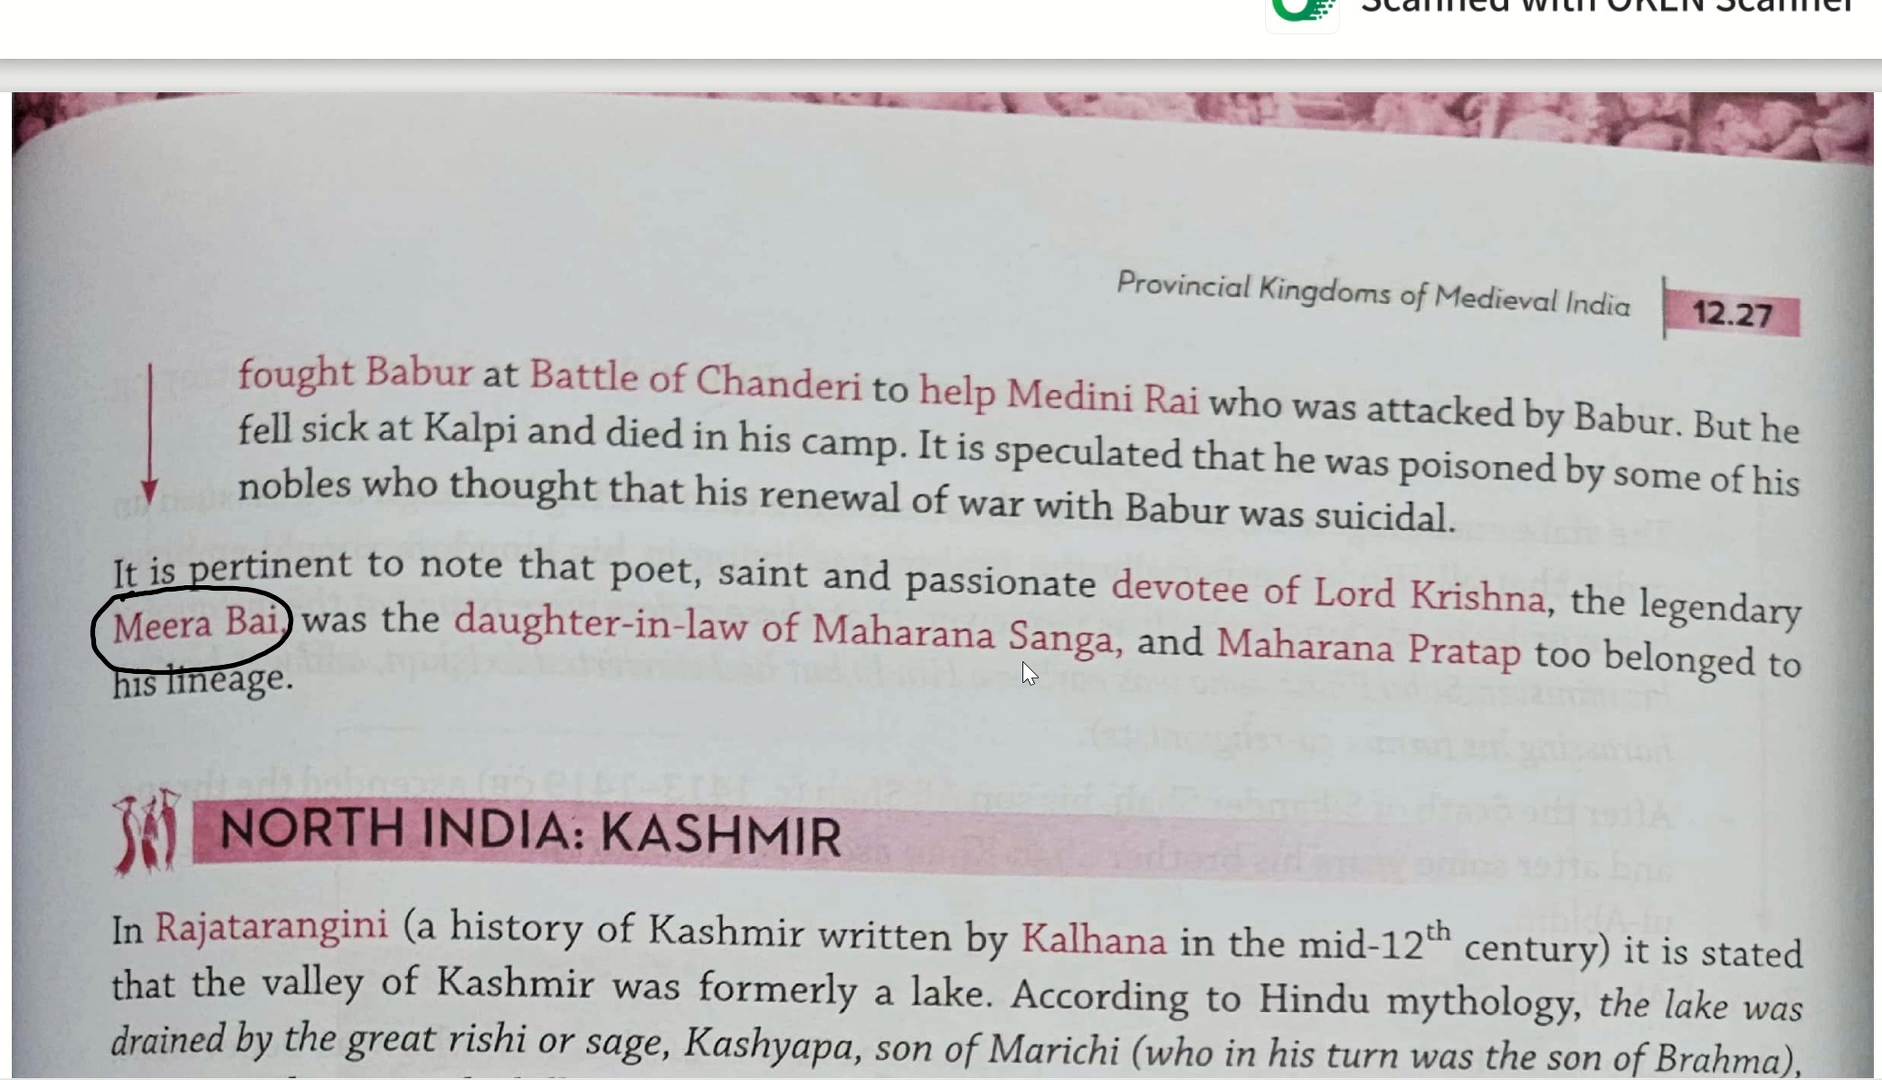 Scanned with OKEN Scanner
Provincial Kingdoms of Medieval India 12.27
fought Babur at Battle of Chanderi to help Medini Rai who was attacked by Babur. But he
fell sick at Kalpi and died in his camp. It is speculated that he was poisoned by some of his
nobles who thought that his renewal of war with Babur was suicidal.
It is pertinent to note that poet, saint and passionate devotee of Lord Krishna, the legendary
Meera Bai, was the daughter-in-law of Maharana Sanga, and Maharana Pratap too belonged to
his lineage.
NORTH INDIA: KASHMIR
In Rajatarangini (a history of Kashmir written by Kalhana in the mid-12th century) it is stated
that the valley of Kashmir was formerly a lake. According to Hindu mythology, the lake was
drained by the great rishi or sage, Kashyapa, son of Marichi (who in his turn was the son of Brahma),